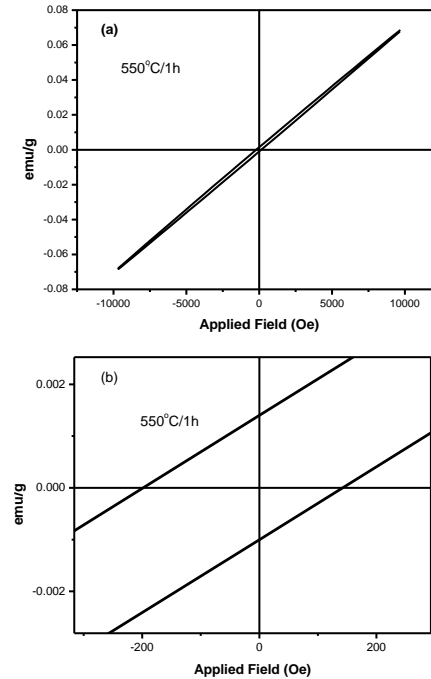 (a)
550°C/1h
emu/g
0.08
0.06
0.04
0.02
0.00
-0.02
-0.04
-0.06
-0.08
-10000 -5000 0 5000 10000
Applied Field (Oe)
(b)
550°C/1h
emu/g
0.002
0.000
-0.002
-200 0 200
Applied Field (Oe)